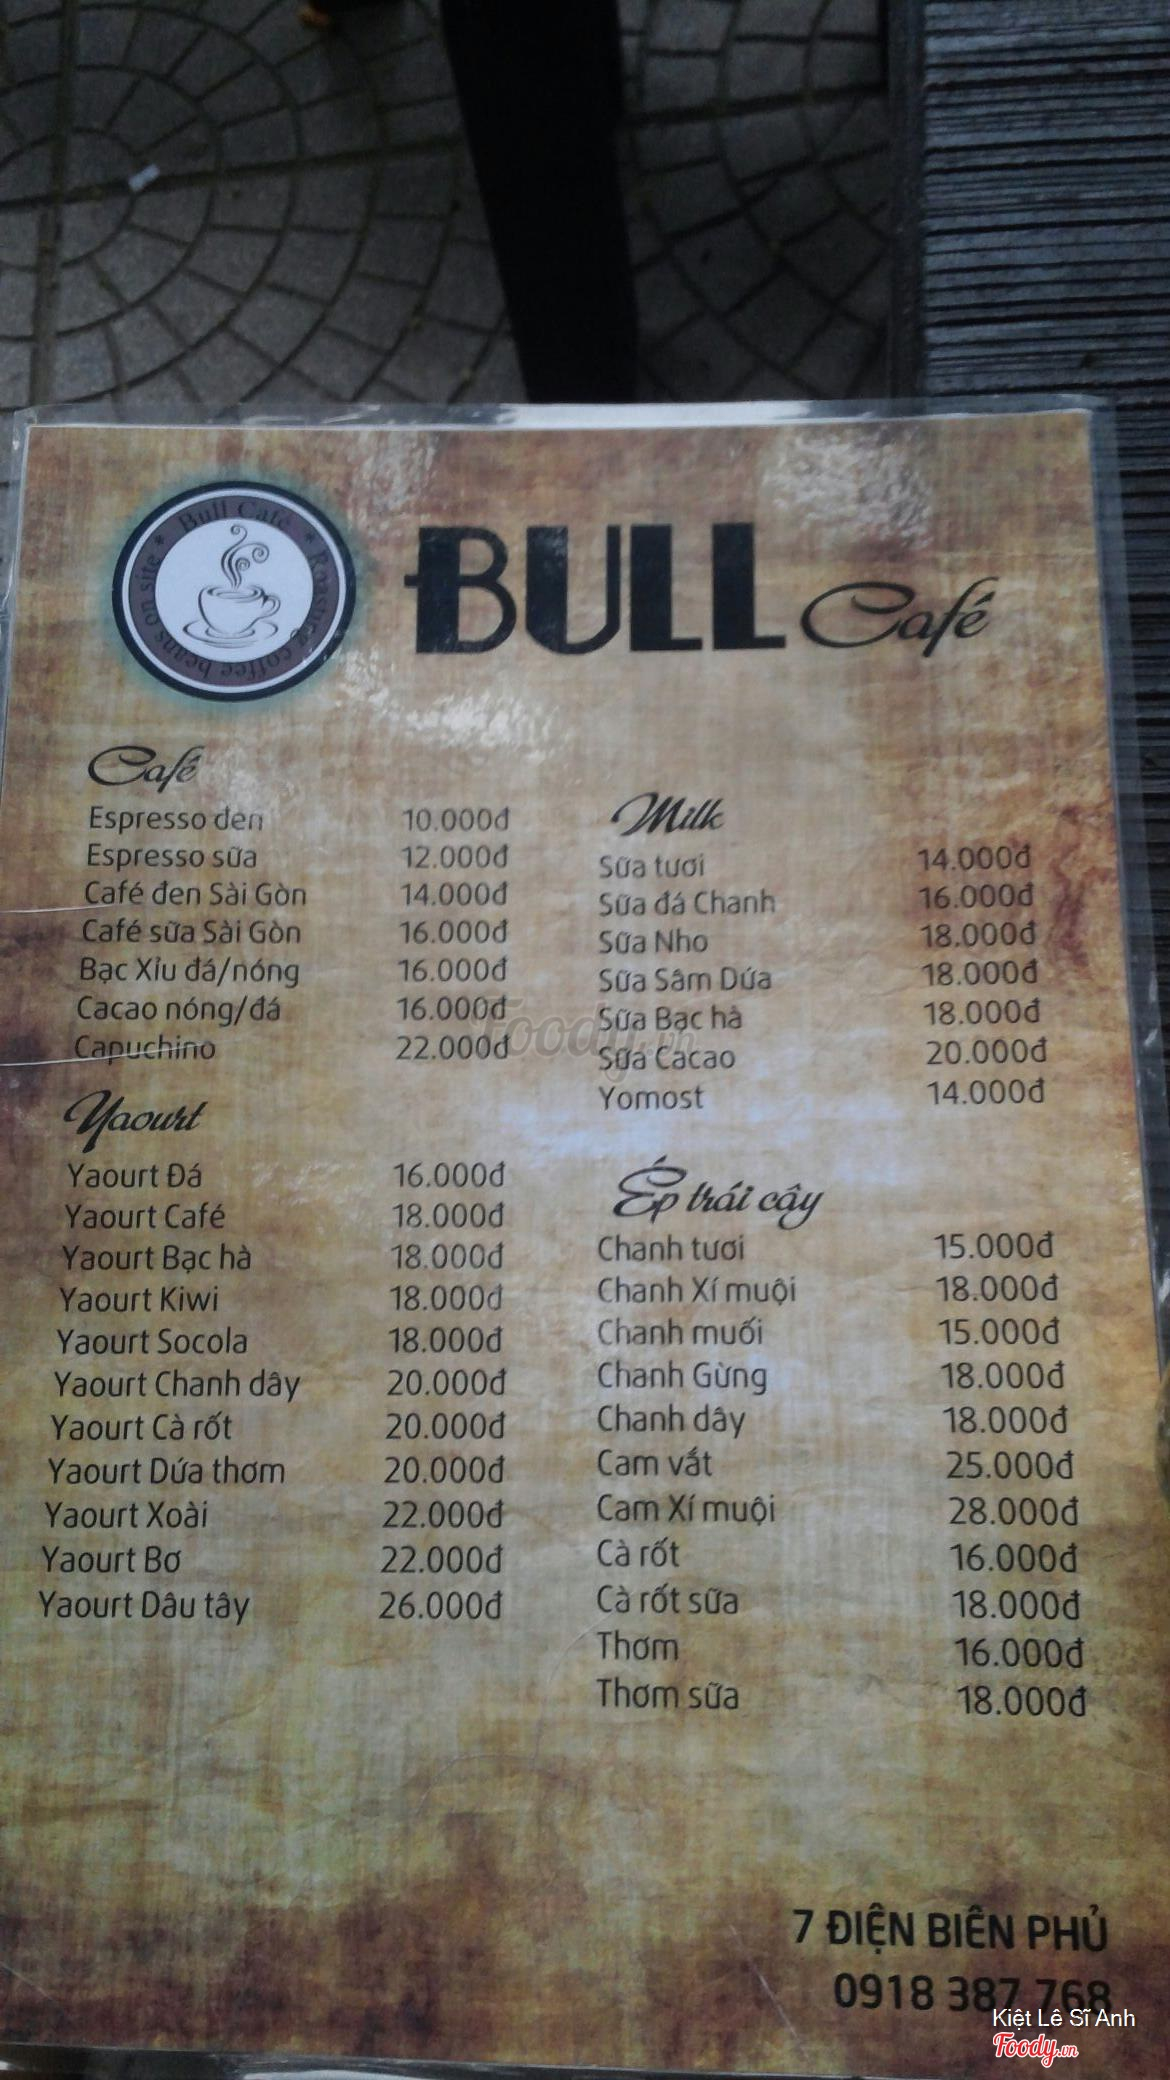 Bull Café * Roasting coffee beans on site *
BULL Café
Café
Espresso đen 10.000đ
Espresso sữa 12.000đ
Café đen Sài Gòn 14.000đ
Café sữa Sài Gòn 16.000đ
Bạc Xỉu đá/nóng 16.000đ
Cacao nóng/đá 16.000đ
Capuchino 22.000đ
Yaourt
Yaourt Đá 16.000đ
Yaourt Café 18.000đ
Yaourt Bạc hà 18.000đ
Yaourt Kiwi 18.000đ
Yaourt Socola 18.000đ
Yaourt Chanh dây 20.000đ
Yaourt Cà rốt 20.000đ
Yaourt Dứa thơm 20.000đ
Yaourt Xoài 22.000đ
Yaourt Bơ 22.000đ
Yaourt Dâu tây 26.000đ
Milk
Sữa tươi 14.000đ
Sữa đá Chanh 16.000đ
Sữa Nho 18.000đ
Sữa Sâm Dứa 18.000đ
Sữa Bạc hà 18.000đ
Sữa Cacao 20.000đ
Yomost 14.000đ
Ép trái cây
Chanh tươi 15.000đ
Chanh Xí muội 18.000đ
Chanh muối 15.000đ
Chanh Gừng 18.000đ
Chanh dây 18.000đ
Cam vắt 25.000đ
Cam Xí muội 28.000đ
Cà rốt 16.000đ
Cà rốt sữa 18.000đ
Thơm 16.000đ
Thơm sữa 18.000đ
7 ĐIỆN BIÊN PHỦ
0918 387 768
Foody.vn
Kiệt Lê Sĩ Anh
Foody.vn